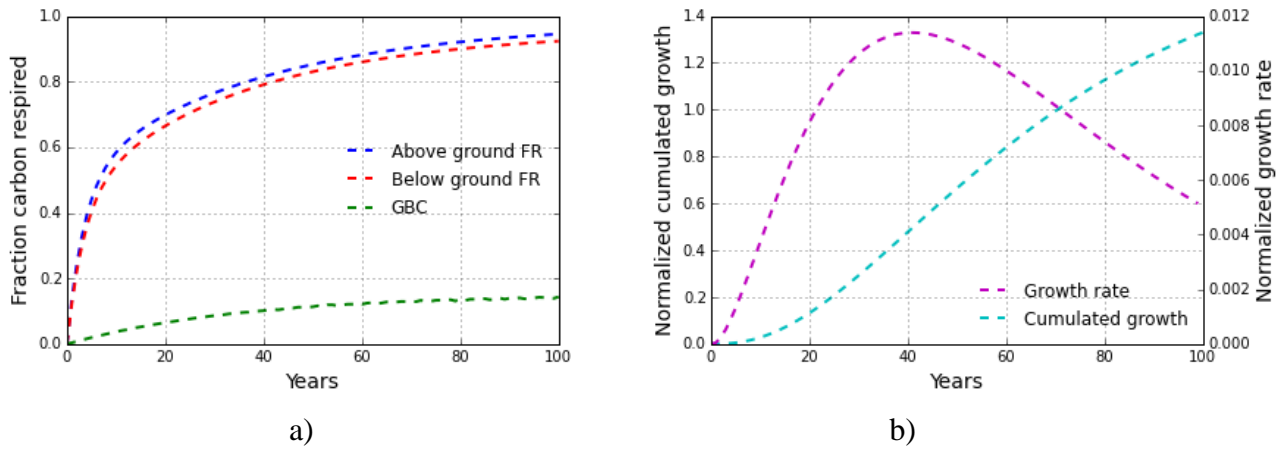 Fraction carbon respired
1.0
0.8
0.6
0.4
0.2
0.0
0 20 40 60 80 100
Years
Above ground FR
Below ground FR
GBC
a)
Normalized cumulated growth
1.4
1.2
1.0
0.8
0.6
0.4
0.2
0.0
0 20 40 60 80 100
Years
Growth rate
Cumulated growth
0.012
0.010
0.008
0.006
0.004
0.002
0.000
Normalized growth rate
b)